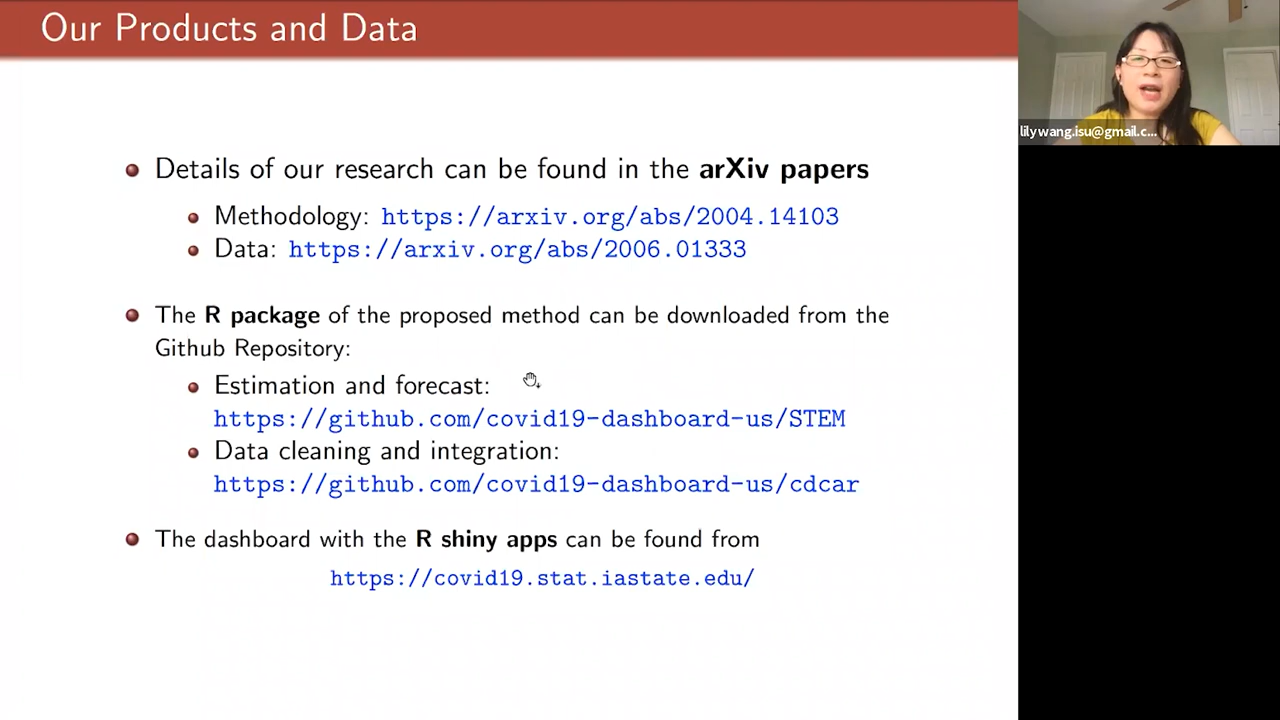 Our Products and Data
lilywang.isu@gmail.c...
Details of our research can be found in the arXiv papers
Methodology: https://arxiv.org/abs/2004.14103
Data: https://arxiv.org/abs/2006.01333
The R package of the proposed method can be downloaded from the
Github Repository:
Estimation and forecast:
https://github.com/covid19-dashboard-us/STEM
Data cleaning and integration:
https://github.com/covid19-dashboard-us/cdcar
The dashboard with the R shiny apps can be found from
https://covid19.stat.iastate.edu/